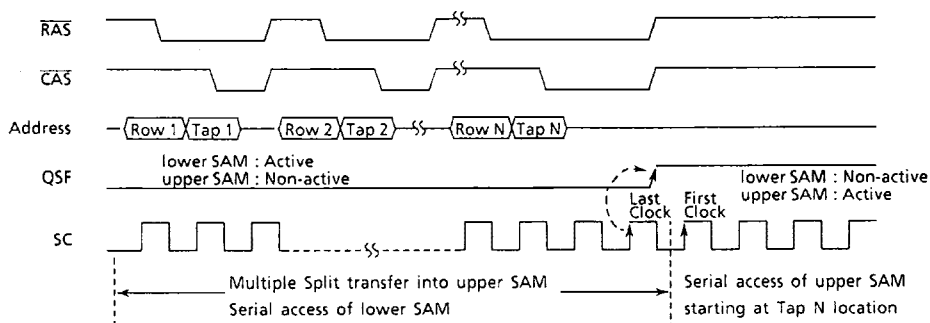 RAS
CAS
Address Row 1 Tap 1 Row 2 Tap 2 Row N Tap N
QSF
lower SAM : Active
upper SAM : Non-active
lower SAM : Non-active
upper SAM : Active
Last
Clock
First
Clock
SC
Multiple Split transfer into upper SAM
Serial access of lower SAM
Serial access of upper SAM
starting at Tap N location